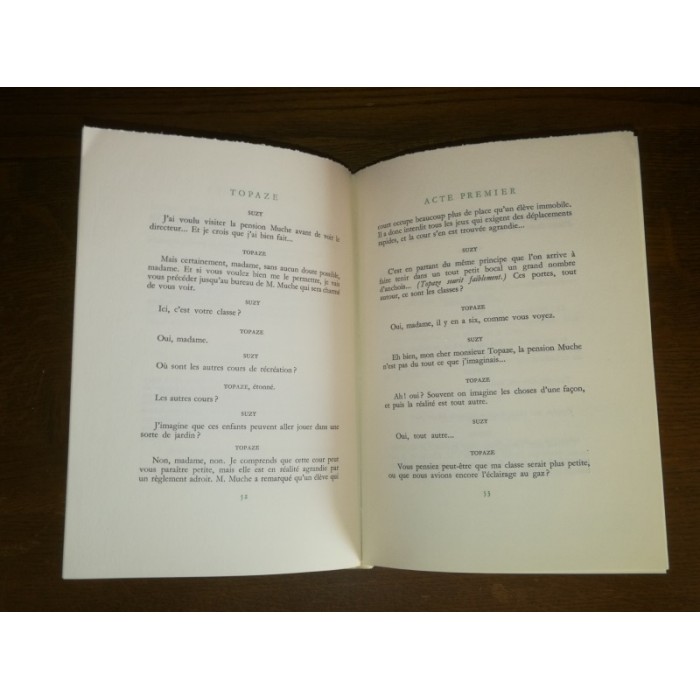 TOPAZE
SUZY
J'ai voulu visiter la pension Muche avant de voir le
directeur... Et je crois que j'ai bien fait...
TOPAZE
Mais certainement, madame, sans aucun doute possible,
madame. Et si vous voulez bien me le permettre, je vais
vous précéder jusqu'au bureau de M. Muche qui sera charmé
de vous voir.
SUZY
Ici, c'est votre classe ?
TOPAZE
Oui, madame.
SUZY
Où sont les autres cours de récréation ?
TOPAZE, étonné.
Les autres cours ?
SUZY
J'imagine que ces enfants peuvent aller jouer dans une
sorte de jardin ?
TOPAZE
Non, madame, non. Je comprends que cette cour peut
vous paraître petite, mais elle est en réalité agrandie par
un règlement adroit. M. Muche a remarqué qu'un élève qui
52
ACTE PREMIER
court occupe beaucoup plus de place qu'un élève immobile.
Il a donc interdit tous les jeux qui exigent des déplacements
rapides, et la cour s'en est trouvée agrandie...
SUZY
C'est en partant du même principe que l'on arrive à
faire tenir dans un tout petit bocal un grand nombre
d'anchois... (Topaze sourit faiblement.) Ces portes, tout
autour, ce sont les classes ?
TOPAZE
Oui, madame, il y en a six, comme vous voyez.
SUZY
Eh bien, mon cher monsieur Topaze, la pension Muche
n'est pas du tout ce que j'imaginais...
TOPAZE
Ah ! oui ? Souvent on imagine les choses d'une façon,
et puis la réalité est tout autre.
SUZY
Oui, tout autre...
TOPAZE
Vous pensiez peut-être que ma classe serait plus petite,
ou que nous avions encore l'éclairage au gaz ?
53